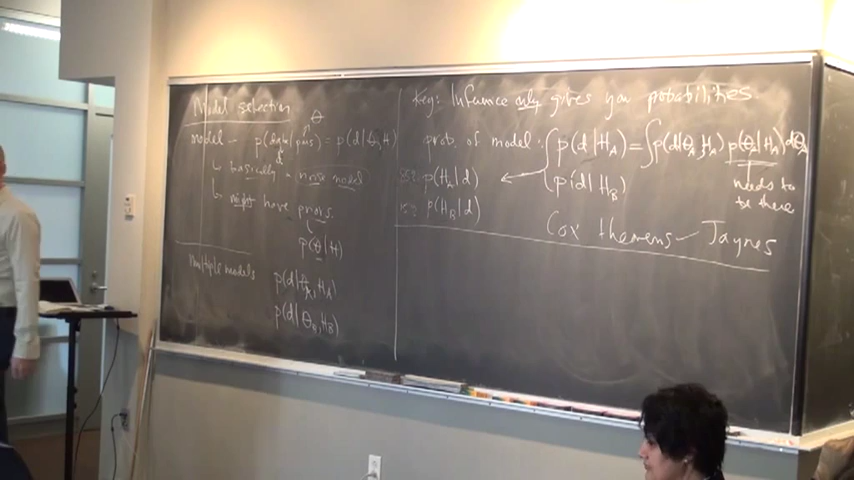 Model selection
θ
model – p(data|pars) = p(d|θ,H)
d
↳ basically a noise model
↳ might have priors.
p(θ|H)
Multiple models
p(d|θ_A,H_A)
p(d|θ_B,H_B)
Key: Inference only gives you probabilities.
prob. of model: p(d|H_A)=∫p(d|θ_A,H_A) p(θ_A|H_A)dθ_A
p(d|H_B)
needs to
be there
p(H_A|d)
p(H_B|d)
Cox theorems – Jaynes